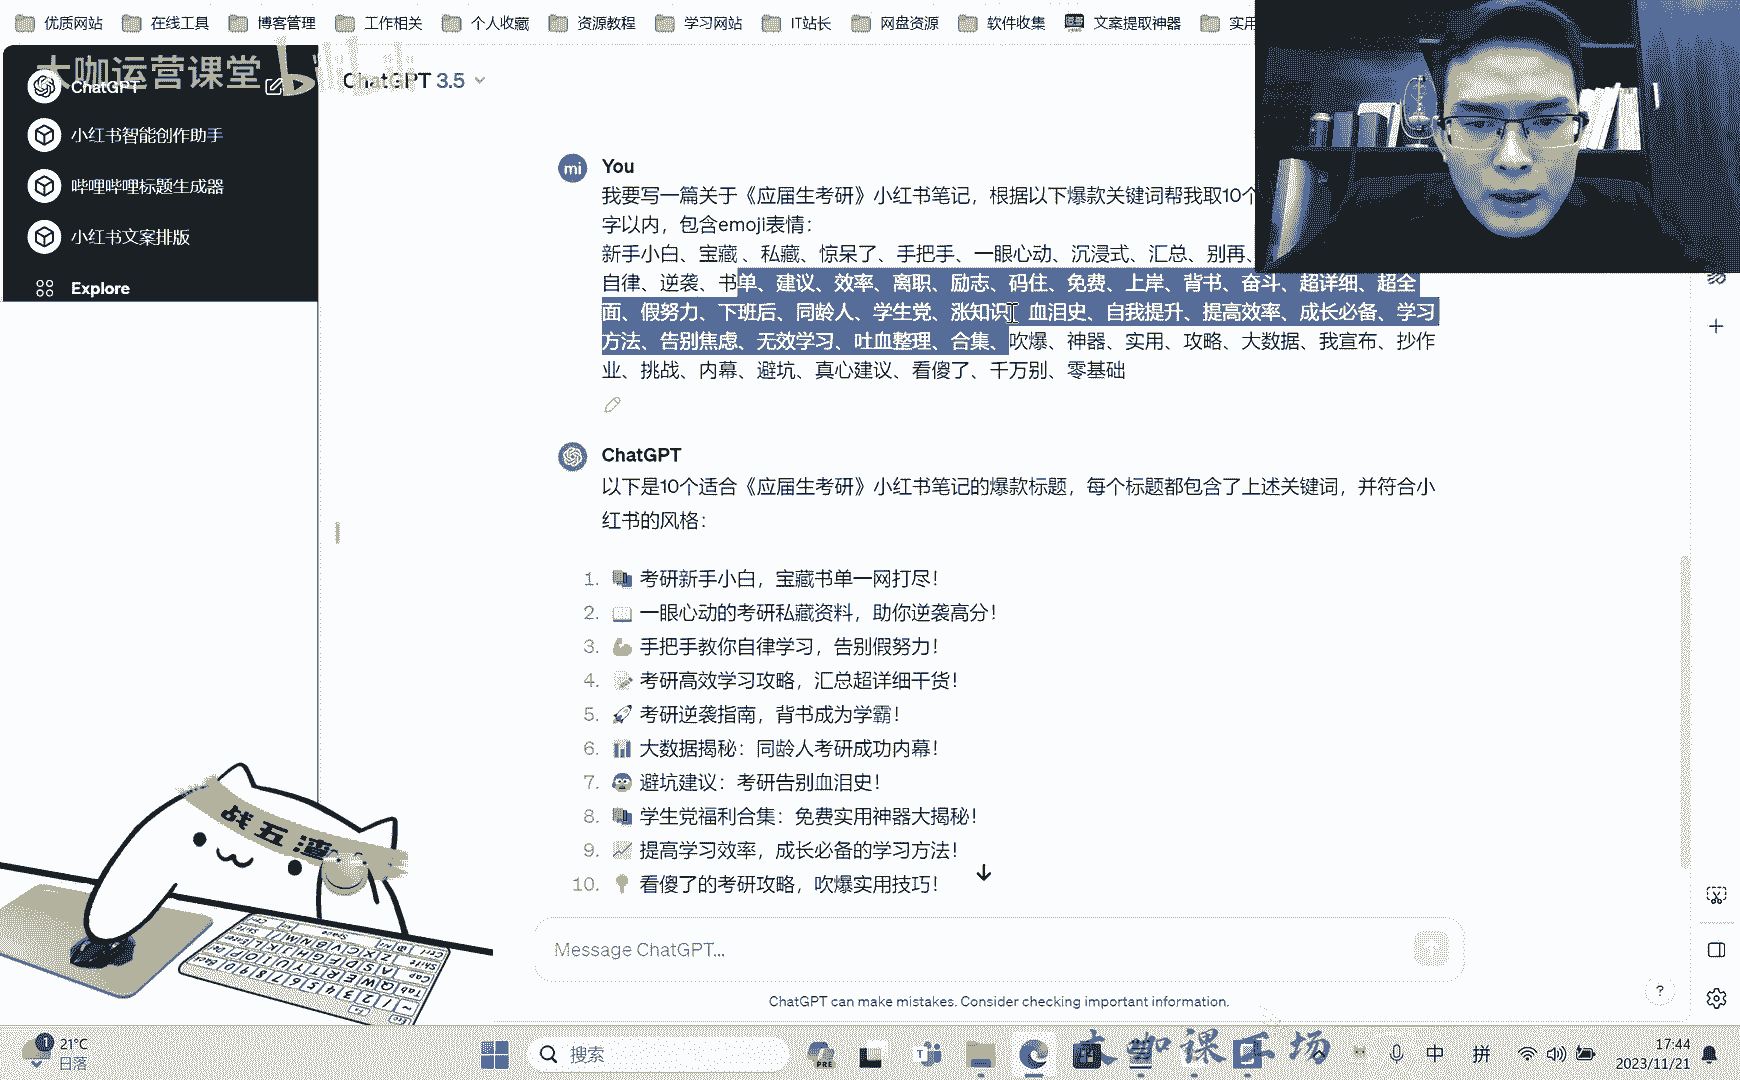 优质网站 在线工具 博客管理 工作相关 个人收藏 资源教程 学习网站 IT站长 网盘资源 软件收集 文案提取神器 实用
大咖运营课堂
ChatGPT
小红书智能创作助手
哔哩哔哩标题生成器
小红书文案排版
Explore
ChatGPT 3.5
mi
You
我要写一篇关于《应届生考研》小红书笔记，根据以下爆款关键词帮我取10个
字以内，包含emoji表情：
新手小白、宝藏、私藏、惊呆了、手把手、一眼心动、沉浸式、汇总、别再、
自律、逆袭、书单、建议、效率、离职、励志、码住、免费、上岸、背书、奋斗、超详细、超全
面、假努力、下班后、同龄人、学生党、涨知识、血泪史、自我提升、提高效率、成长必备、学习
方法、告别焦虑、无效学习、吐血整理、合集、吹爆、神器、实用、攻略、大数据、我宣布、抄作
业、挑战、内幕、避坑、真心建议、看傻了、千万别、零基础
ChatGPT
以下是10个适合《应届生考研》小红书笔记的爆款标题，每个标题都包含了上述关键词，并符合小
红书的风格：
1. 📚 考研新手小白，宝藏书单一网打尽！
2. 📖 一眼心动的考研私藏资料，助你逆袭高分！
3. 💪 手把手教你自律学习，告别假努力！
4. 📝 考研高效学习攻略，汇总超详细干货！
5. 🚀 考研逆袭指南，背书成为学霸！
6. 📊 大数据揭秘：同龄人考研成功内幕！
7. 😰 避坑建议：考研告别血泪史！
8. 📚 学生党福利合集：免费实用神器大揭秘！
9. 📈 提高学习效率，成长必备的学习方法！
10. 💡 看傻了的考研攻略，吹爆实用技巧！
Message ChatGPT...
ChatGPT can make mistakes. Consider checking important information.
?
战五渣
1
21°C
日落
搜索
PRE
中 拼
17:44
2023/11/21